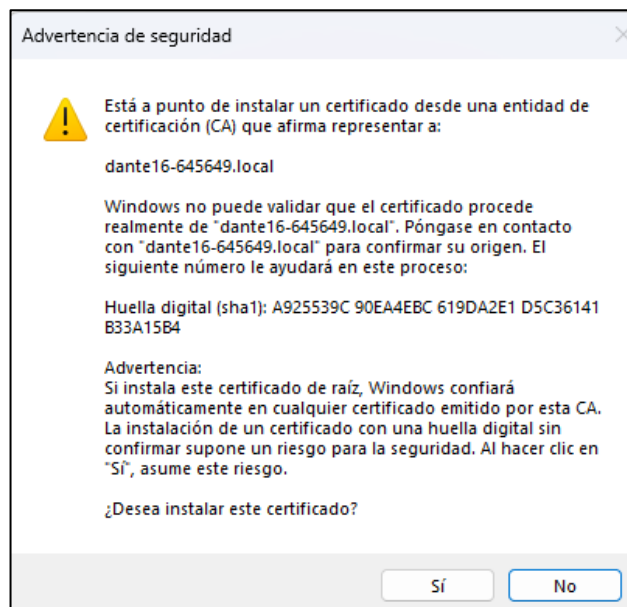 Advertencia de seguridad
Está a punto de instalar un certificado desde una entidad de
certificación (CA) que afirma representar a:
dante16-645649.local
Windows no puede validar que el certificado procede
realmente de "dante16-645649.local". Póngase en contacto
con "dante16-645649.local" para confirmar su origen. El
siguiente número le ayudará en este proceso:
Huella digital (sha1): A925539C 90EA4EBC 619DA2E1 D5C36141
B33A15B4
Advertencia:
Si instala este certificado de raíz, Windows confiará
automáticamente en cualquier certificado emitido por esta CA.
La instalación de un certificado con una huella digital sin
confirmar supone un riesgo para la seguridad. Al hacer clic en
"Sí", asume este riesgo.
¿Desea instalar este certificado?
Sí
No